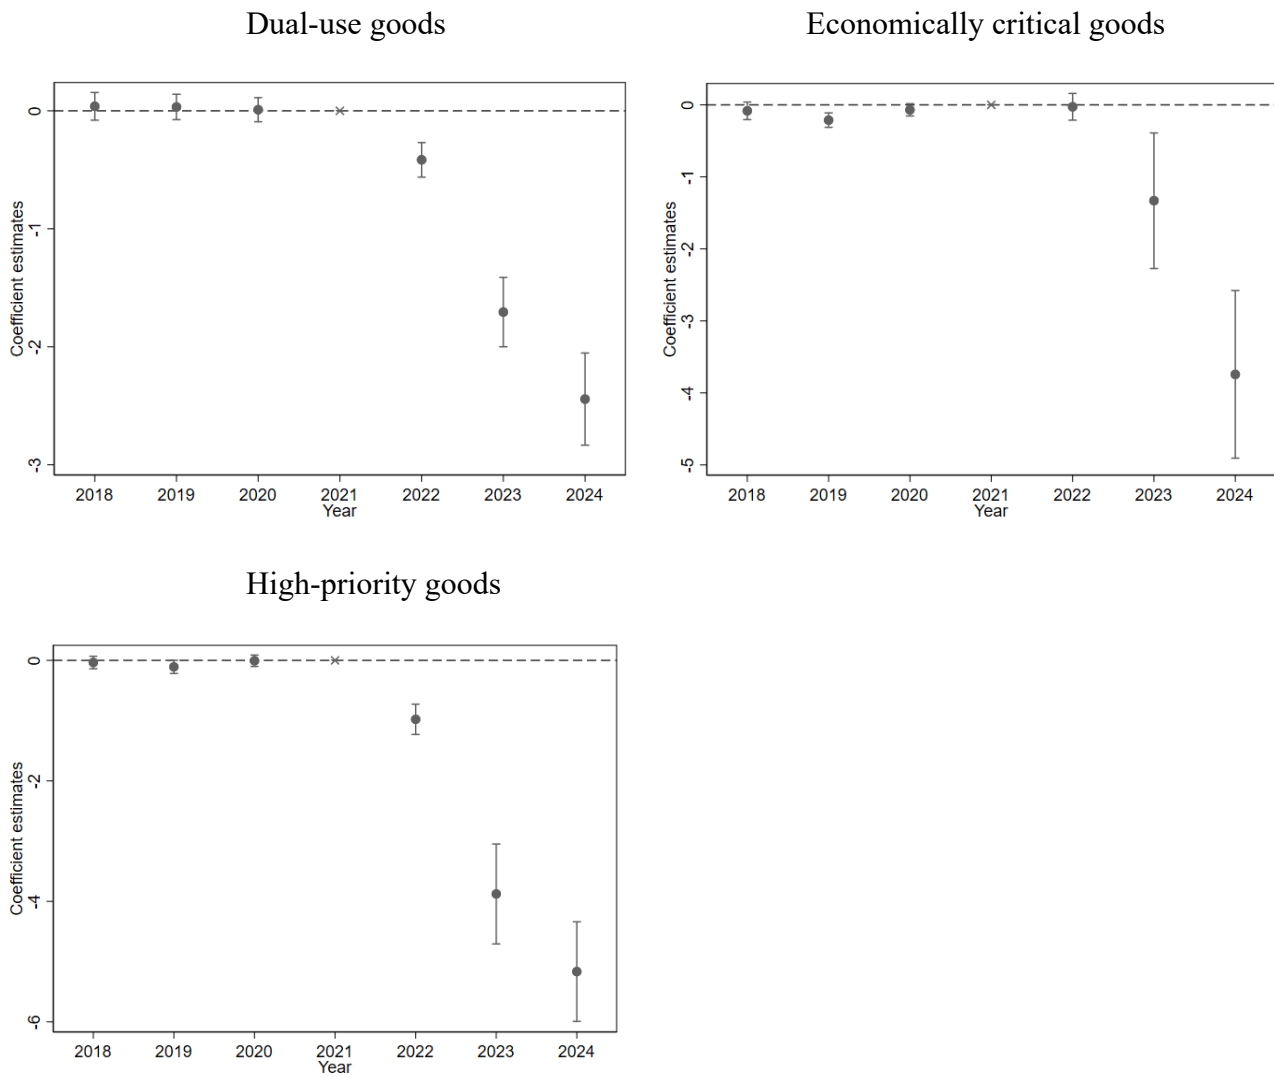 Dual-use goods
Economically critical goods
Coefficient estimates
0
-1
-2
-3
2018 2019 2020 2021 2022 2023 2024
Year
Coefficient estimates
0
-1
-2
-3
-4
-5
2018 2019 2020 2021 2022 2023 2024
Year
High-priority goods
Coefficient estimates
0
-2
-4
-6
2018 2019 2020 2021 2022 2023 2024
Year